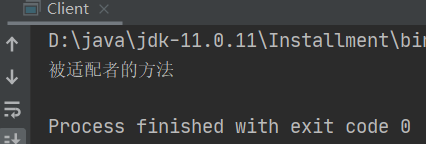 Client
D:\java\jdk-11.0.11\Installment\bin
被适配者的方法
Process finished with exit code 0